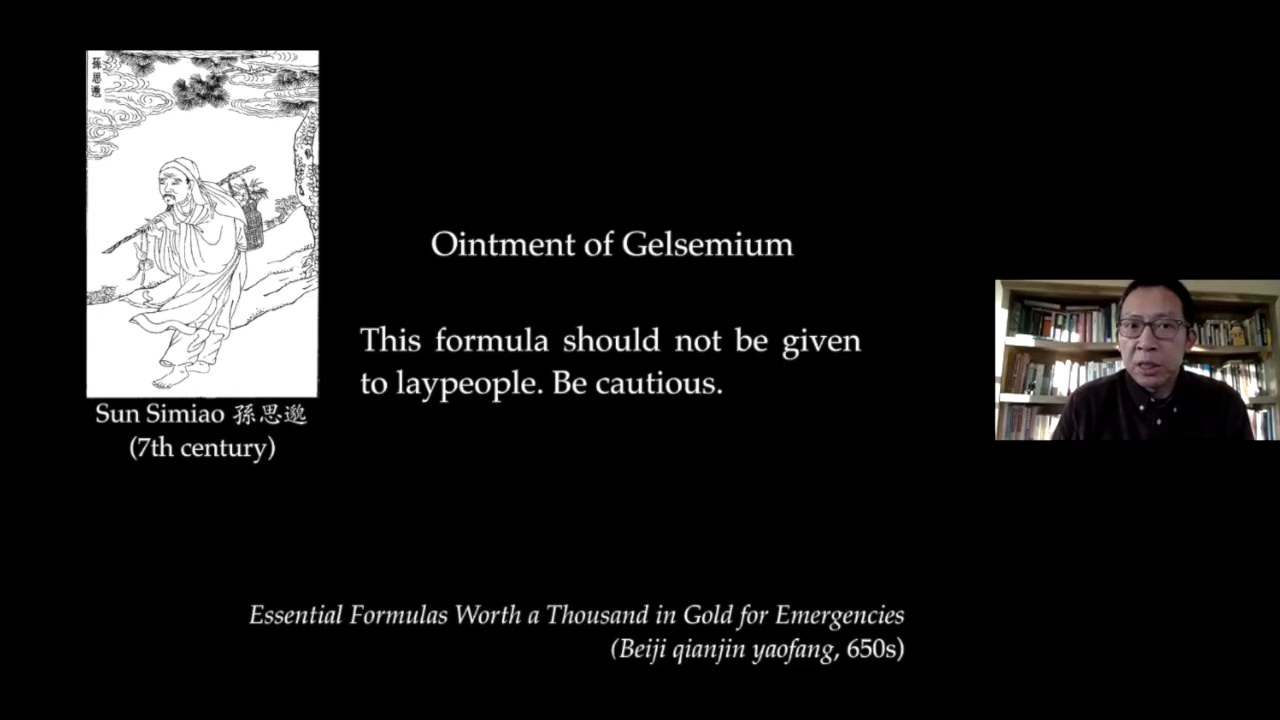 孫思邈
Sun Simiao 孫思邈
(7th century)
Ointment of Gelsemium
This formula should not be given
to laypeople. Be cautious.
Essential Formulas Worth a Thousand in Gold for Emergencies
(Beiji qianjin yaofang, 650s)